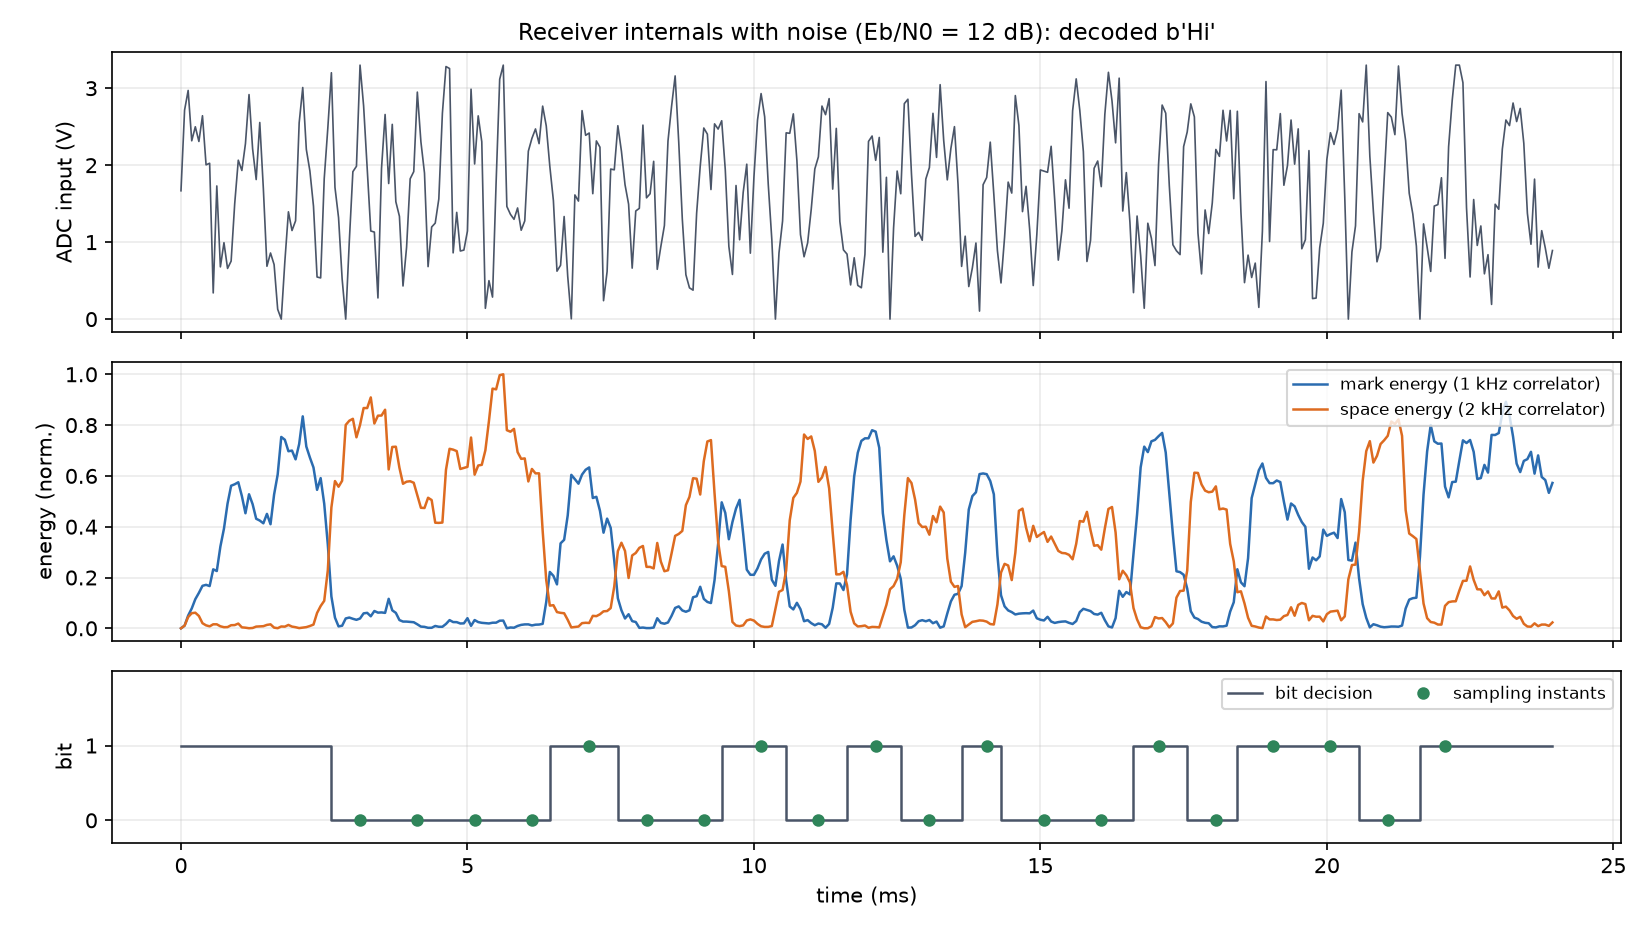 Receiver internals with noise (Eb/N0 = 12 dB): decoded b'Hi'
ADC input (V)
3
2
1
0
energy (norm.)
1.0
0.8
0.6
0.4
0.2
0.0
mark energy (1 kHz correlator)
space energy (2 kHz correlator)
bit
1
0
bit decision
sampling instants
0
5
10
15
20
25
time (ms)